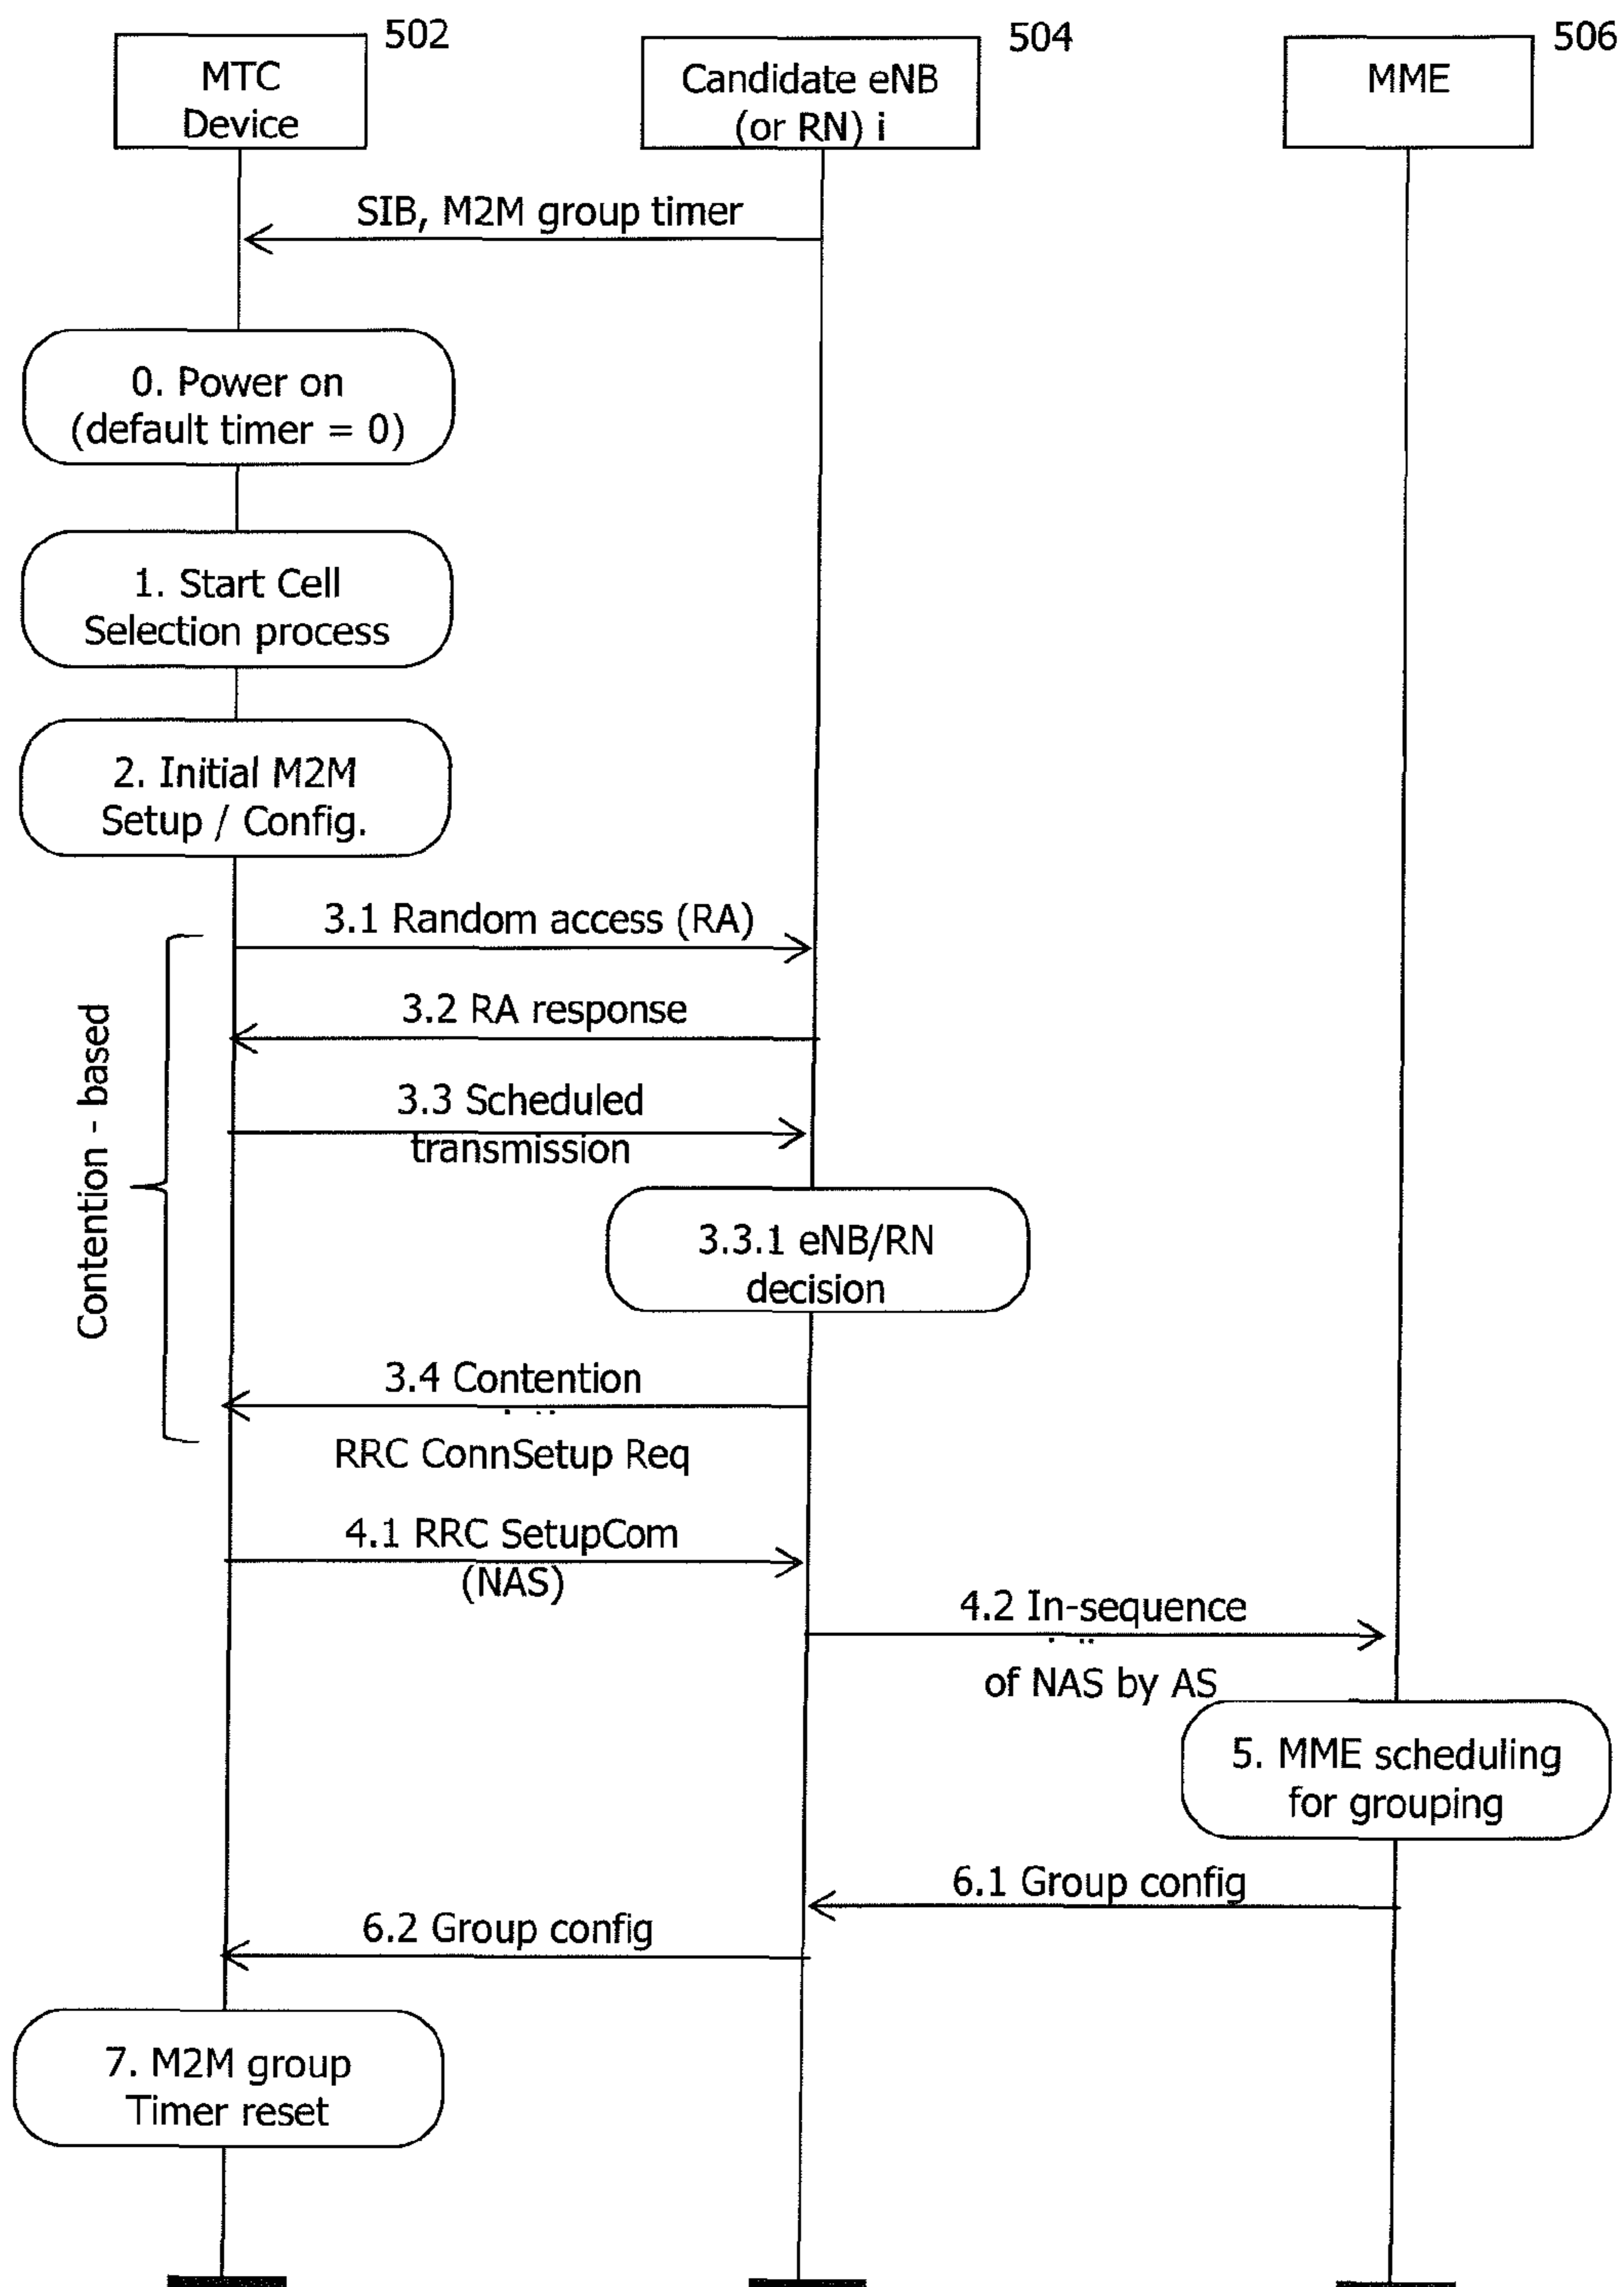 502
504
506
MTC
Device
Candidate eNB
(or RN) i
MME
SIB, M2M group timer
0. Power on
(default timer = 0)
1. Start Cell
Selection process
2. Initial M2M
Setup / Config.
Contention - based
3.1 Random access (RA)
3.2 RA response
3.3 Scheduled
transmission
3.3.1 eNB/RN
decision
3.4 Contention
RRC ConnSetup Req
4.1 RRC SetupCom
(NAS)
4.2 In-sequence
of NAS by AS
5. MME scheduling
for grouping
6.1 Group config
6.2 Group config
7. M2M group
Timer reset